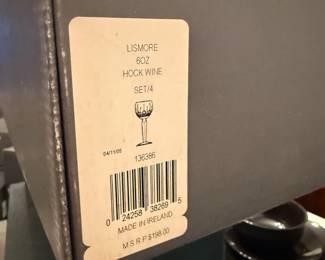 LISMORE
6OZ
HOCK WINE
SET/4
04/11/05
136386
0 24258 38269 5
MADE IN IRELAND
M.S.R.P $198.00